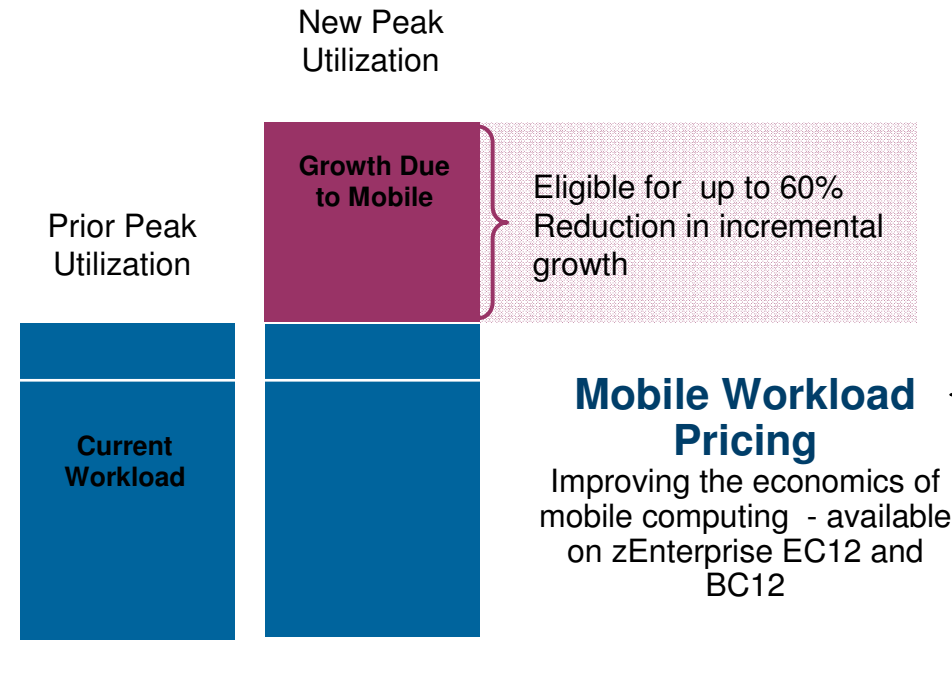 New Peak
Utilization
Growth Due
to Mobile
Eligible for up to 60%
Reduction in incremental
growth
Prior Peak
Utilization
Current
Workload
Mobile Workload
Pricing
Improving the economics of
mobile computing - available
on zEnterprise EC12 and
BC12